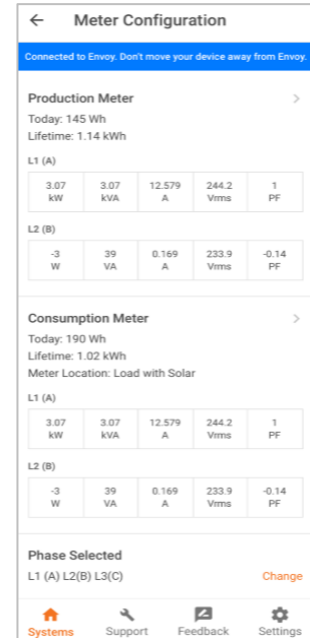 Meter Configuration
Connected to Envoy. Don't move your device away from Envoy.
Production Meter
Today: 145 Wh
Lifetime: 1.14 kWh
L1 (A)
3.07 3.07 12.579 244.2 1
kW kVA A Vrms PF
L2 (B)
-3 39 0.169 233.9 -0.14
W VA A Vrms PF
Consumption Meter
Today: 190 Wh
Lifetime: 1.02 kWh
Meter Location: Load with Solar
L1 (A)
3.07 3.07 12.579 244.2 1
kW kVA A Vrms PF
L2 (B)
-3 39 0.169 233.9 -0.14
W VA A Vrms PF
Phase Selected
L1 (A) L2(B) L3(C) Change
Systems Support Feedback Settings